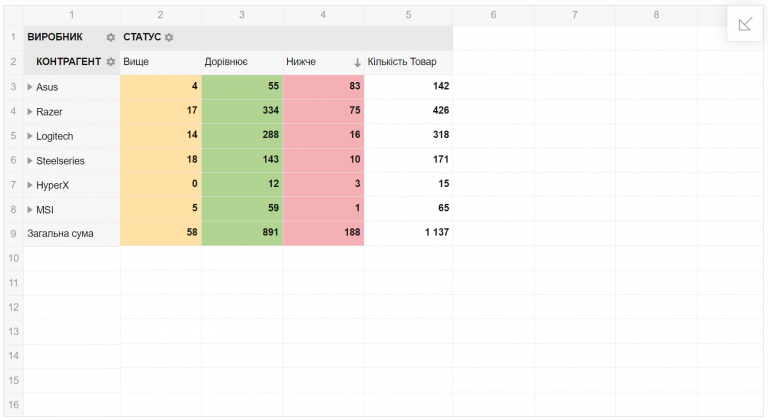 1 2 3 4 5 6 7 8
1 ВИРОБНИК СТАТУС
2 КОНТРАГЕНТ Вище Дорівнює Нижче Кількість Товар
3 Asus 4 55 83 142
4 Razer 17 334 75 426
5 Logitech 14 288 16 318
6 Steelseries 18 143 10 171
7 HyperX 0 12 3 15
8 MSI 5 59 1 65
9 Загальна сума 58 891 188 1 137
10
11
12
13
14
15
16